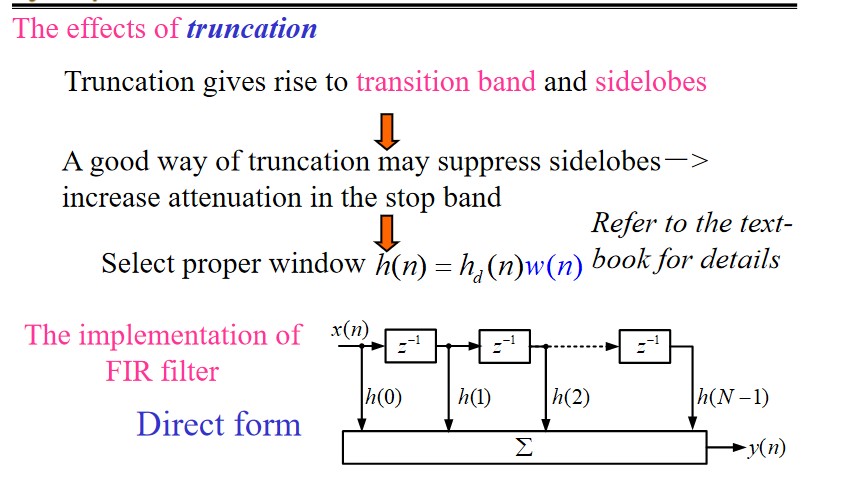 The effects of truncation
Truncation gives rise to transition band and sidelobes
A good way of truncation may suppress sidelobes—>
increase attenuation in the stop band
Refer to the text-
Select proper window h(n) = h_d(n)w(n) book for details
The implementation of
FIR filter
Direct form
x(n)
z⁻¹ z⁻¹ z⁻¹
h(0) h(1) h(2) h(N −1)
Σ y(n)